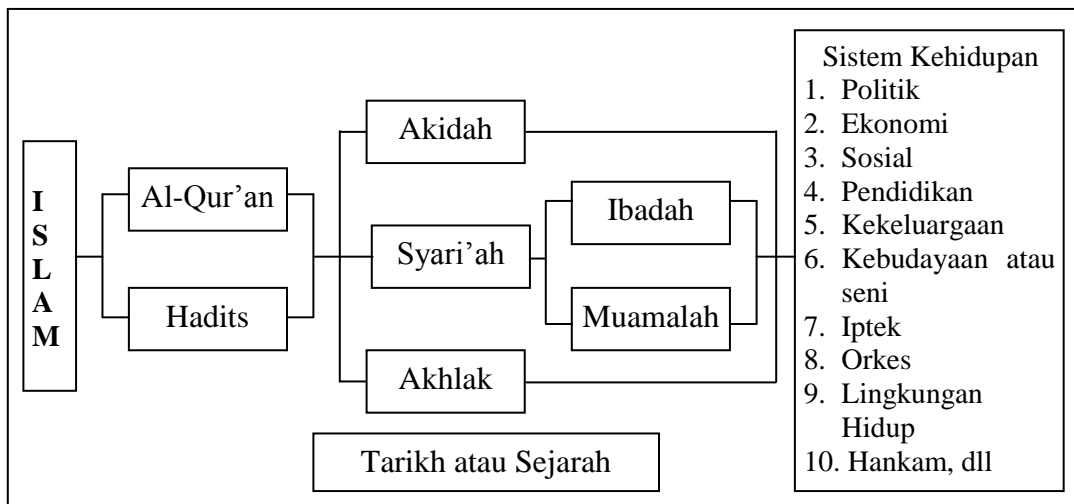 ISLAM
Al-Qur’an
Hadits
Akidah
Syari’ah
Akhlak
Ibadah
Muamalah
Tarikh atau Sejarah
Sistem Kehidupan
1. Politik
2. Ekonomi
3. Sosial
4. Pendidikan
5. Kekeluargaan
6. Kebudayaan atau
seni
7. Iptek
8. Orkes
9. Lingkungan
Hidup
10. Hankam, dll